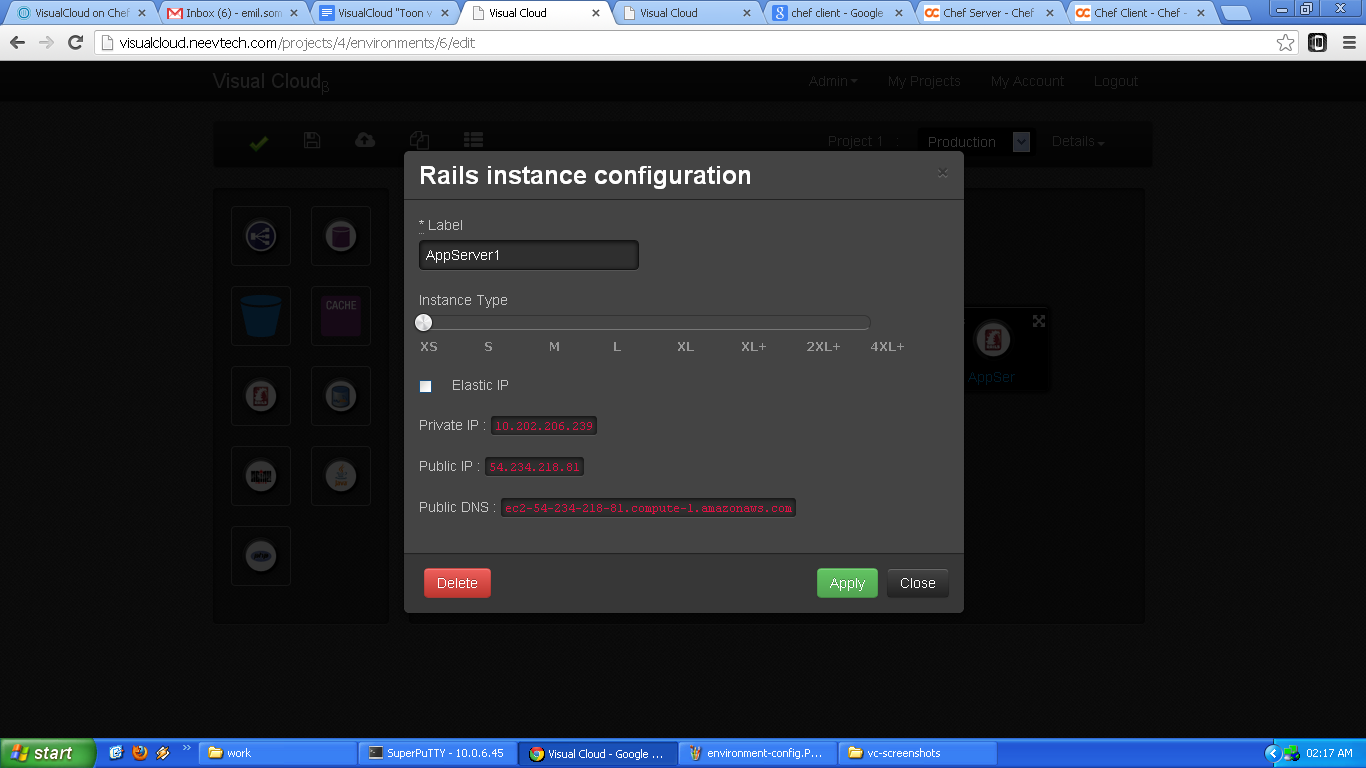 VisualCloud on Chef
Inbox (6) - emil.som
VisualCloud "Toon v
Visual Cloud
Visual Cloud
chef client - Google
Chef Server - Chef
Chef Client - Chef -
visualcloud.neevtech.com/projects/4/environments/6/edit
Visual Cloudβ
Admin
My Projects
My Account
Logout
Project 1 :
Production
Details
Rails instance configuration
×
* Label
AppServer1
Instance Type
XS S M L XL XL+ 2XL+ 4XL+
Elastic IP
Private IP : 10.202.206.239
Public IP : 54.234.218.81
Public DNS : ec2-54-234-218-81.compute-1.amazonaws.com
Delete
Apply
Close
CACHE
AppSer
start
work
SuperPuTTY - 10.0.6.45
Visual Cloud - Google ...
environment-config.P...
vc-screenshots
02:17 AM